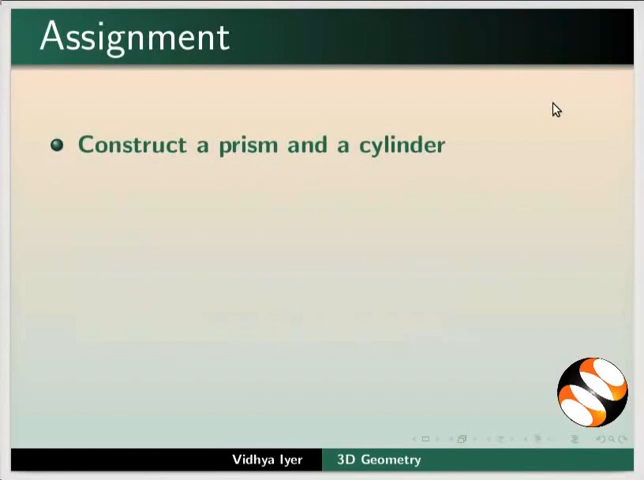 Assignment
Construct a prism and a cylinder
Vidhya Iyer
3D Geometry